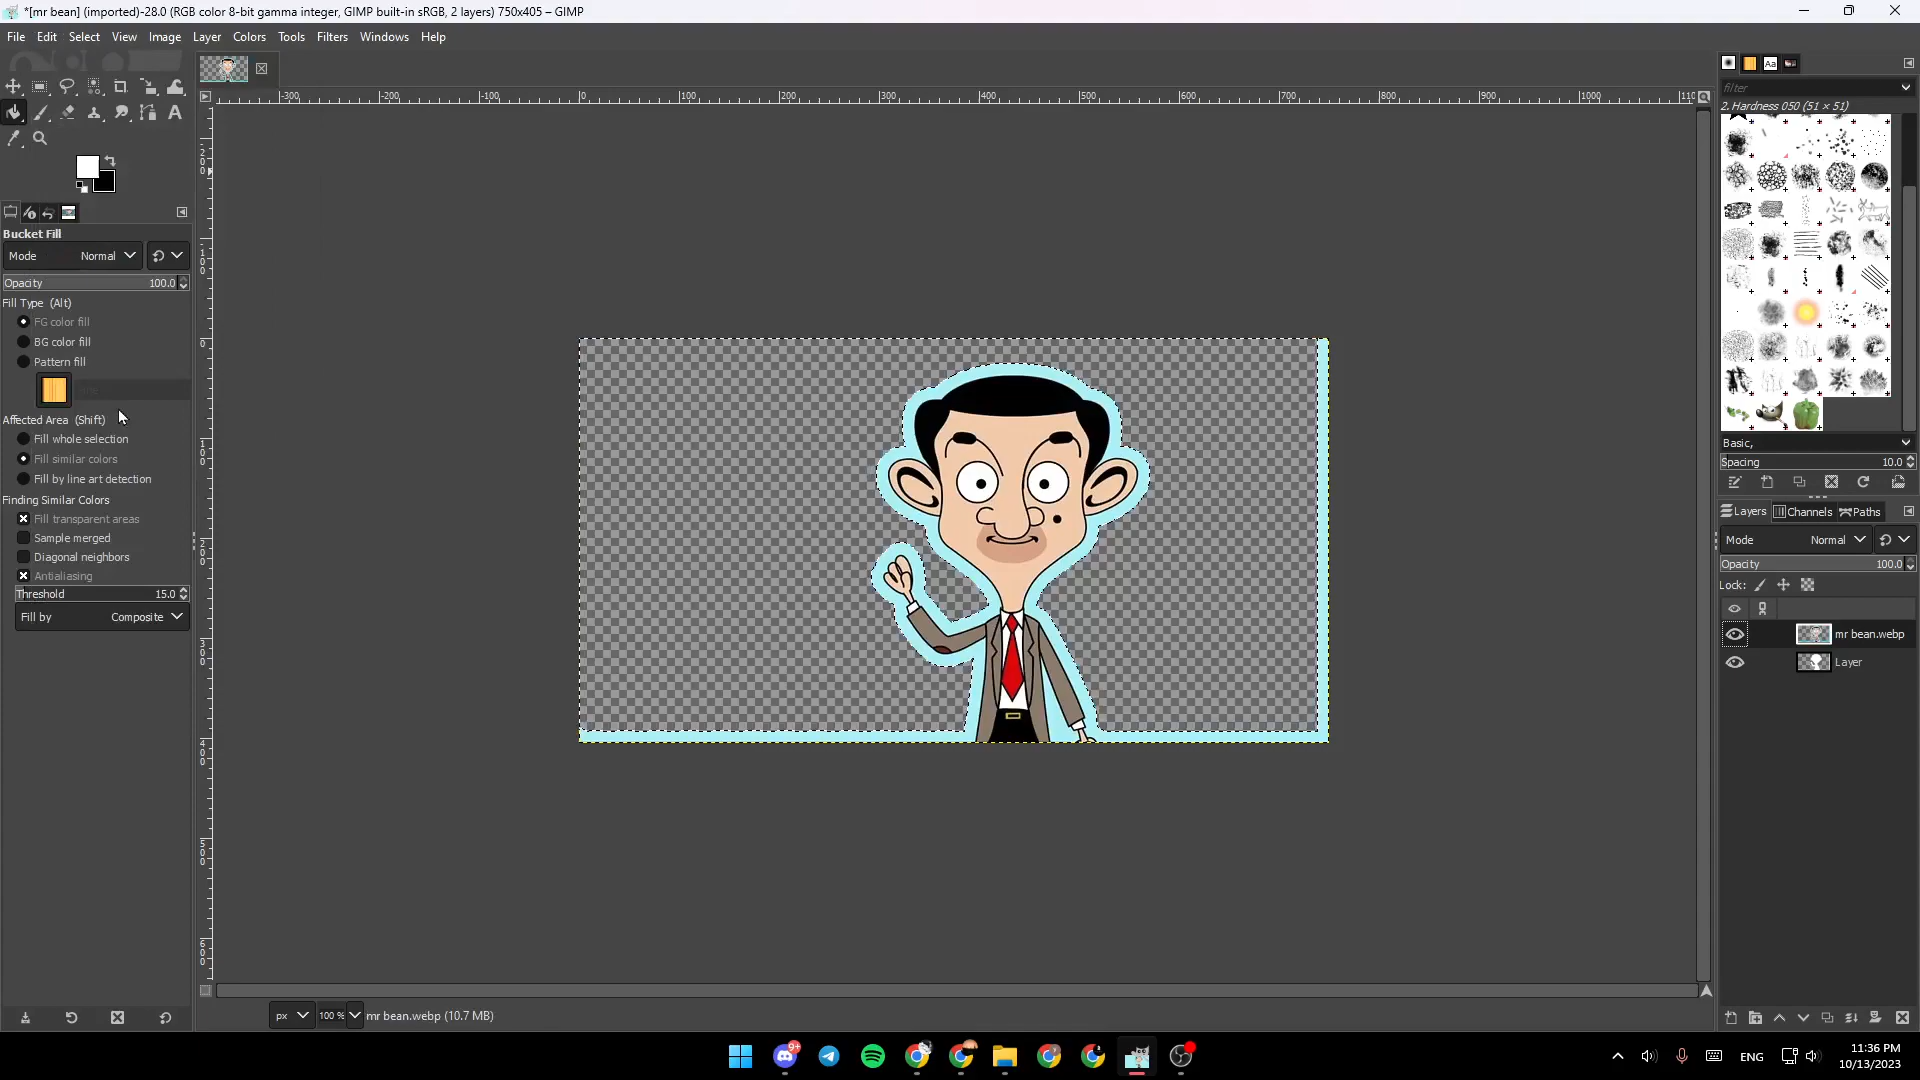 *[mr bean] (imported)-28.0 (RGB color 8-bit gamma integer, GIMP built-in sRGB, 2 layers) 750x405 – GIMP
File Edit Select View Image Layer Colors Tools Filters Windows Help
-300 -200 -100 0 100 200 300 400 500 600 700 800 900 1000
filter
2. Hardness 050 (51 × 51)
Bucket Fill
Mode Normal
Opacity 100.0
Fill Type (Alt)
FG color fill
BG color fill
Pattern fill
Affected Area (Shift)
Fill whole selection
Fill similar colors
Fill by line art detection
Finding Similar Colors
Fill transparent areas
Sample merged
Diagonal neighbors
Antialiasing
Threshold 15.0
Fill by Composite
Basic,
Spacing 10.0
Layers Channels Paths
Mode Normal
Opacity 100.0
Lock:
mr bean.webp
Layer
px 100 % mr bean.webp (10.7 MB)
9+
ENG
11:36 PM
10/13/2023